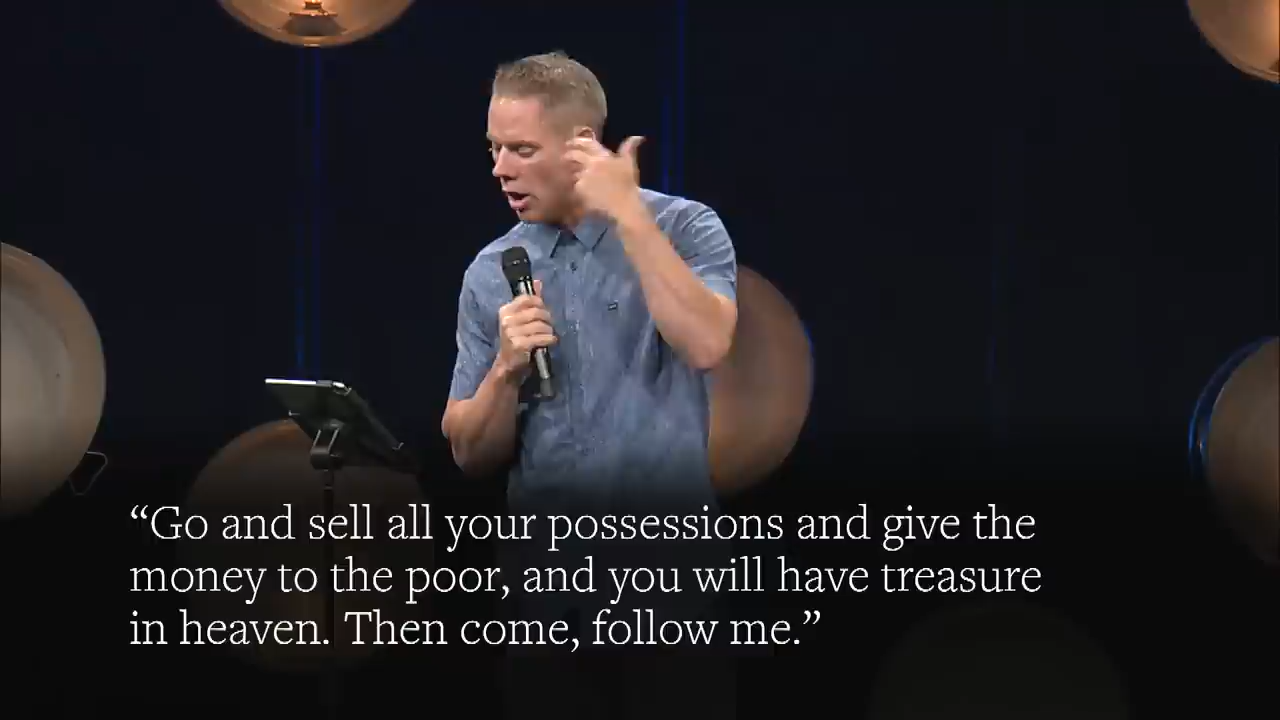 “Go and sell all your possessions and give the
money to the poor, and you will have treasure
in heaven. Then come, follow me.”